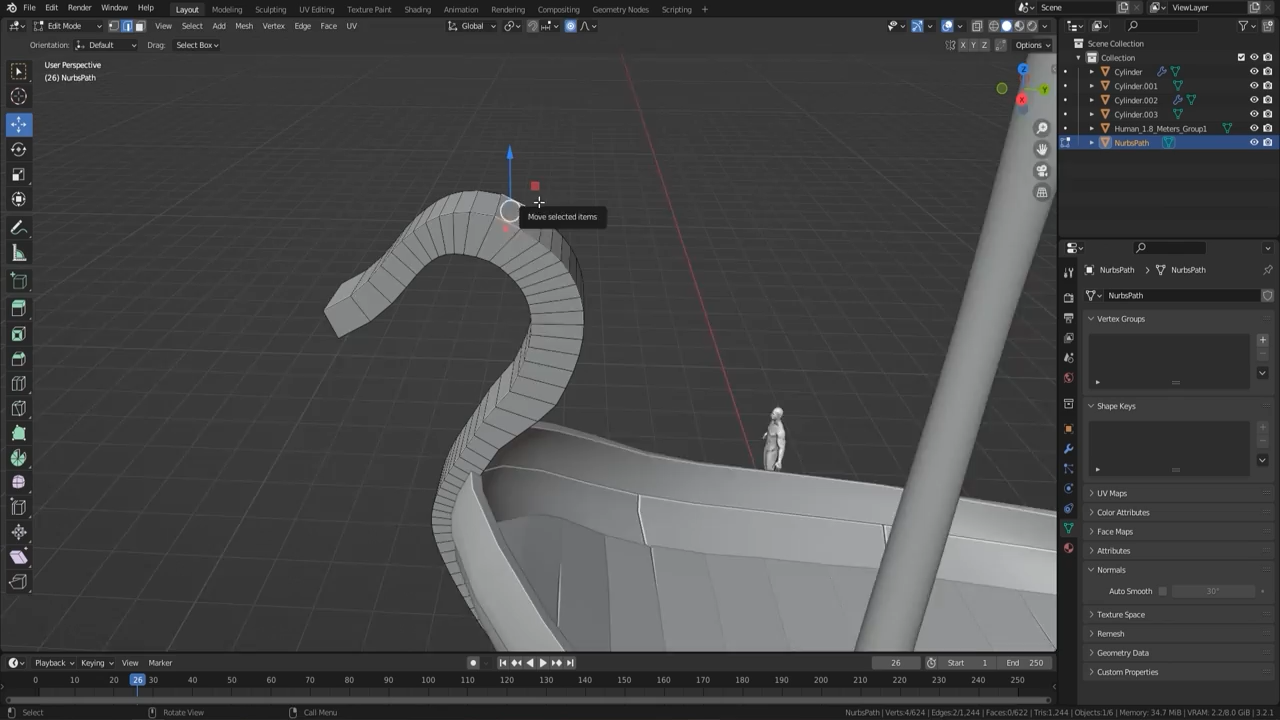 File Edit Render Window Help Layout Modeling Sculpting UV Editing Texture Paint Shading Animation Rendering Compositing Geometry Nodes Scripting + Scene ViewLayer
Edit Mode View Select Add Mesh Vertex Edge Face UV Global
Orientation: Default Drag: Select Box X Y Z Options
User Perspective
(26) NurbsPath
Move selected items
Scene Collection
Collection
Cylinder
Cylinder.001
Cylinder.002
Cylinder.003
Human_1.8_Meters_Group1
NurbsPath
NurbsPath > NurbsPath
NurbsPath
Vertex Groups
Shape Keys
UV Maps
Color Attributes
Face Maps
Attributes
Normals
Auto Smooth 30°
Texture Space
Remesh
Geometry Data
Custom Properties
Playback Keying View Marker 26 Start 1 End 250
0 10 20 26 30 40 50 60 70 80 90 100 110 120 130 140 150 160 170 180 190 200 210 220 230 240 250
Select Rotate View Call Menu NurbsPath | Verts:4/624 | Edges:2/1,244 | Faces:0/622 | Tris:1,244 | Objects:1/6 | Memory: 34.7 MiB | VRAM: 2.2/8.0 GiB | 3.2.1